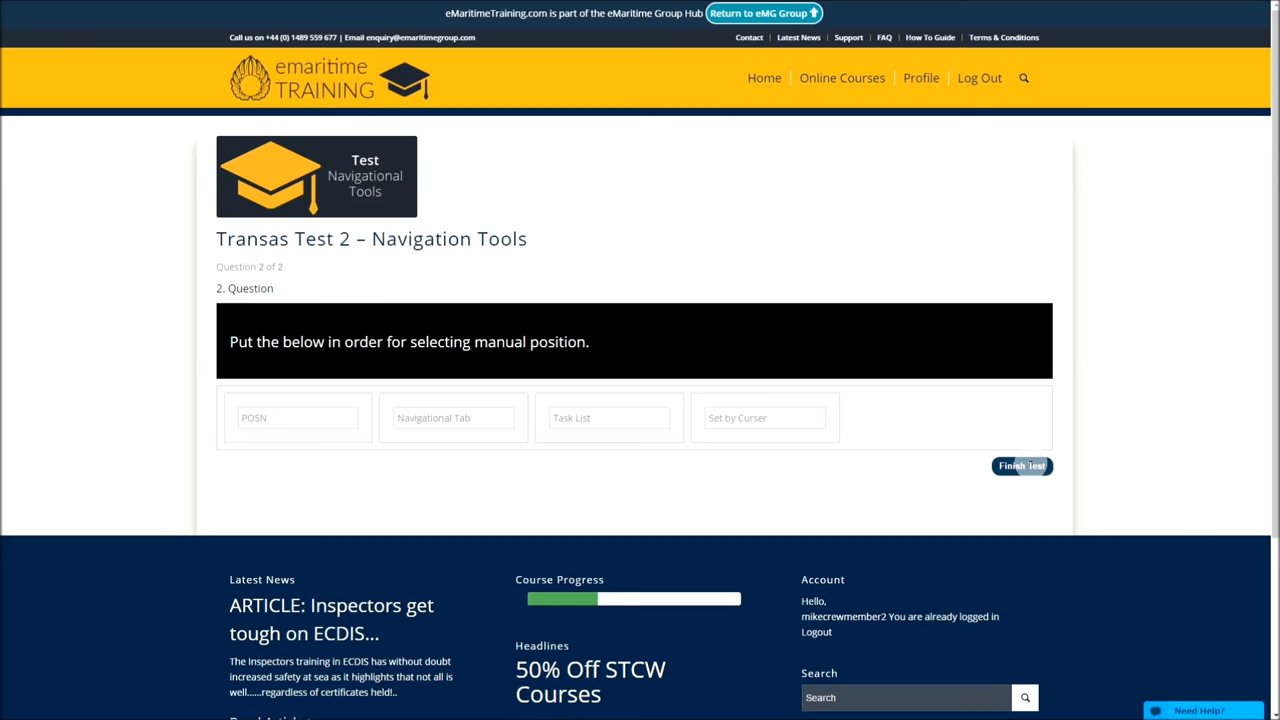 eMaritimeTraining.com is part of the eMaritime Group Hub Return to eMG Group
Call us on +44 (0) 1489 559 677 | Email enquiry@emaritimegroup.com
Contact | Latest News | Support | FAQ | How To Guide | Terms & Conditions
emaritime
TRAINING
Home | Online Courses | Profile | Log Out
Test
Navigational
Tools
Transas Test 2 – Navigation Tools
Question 2 of 2
2. Question
Put the below in order for selecting manual position.
POSN
Navigational Tab
Task List
Set by Curser
Finish Test
Latest News
ARTICLE: Inspectors get
tough on ECDIS...
The Inspectors training in ECDIS has without doubt
increased safety at sea as it highlights that not all is
well......regardless of certificates held!..
Course Progress
Headlines
50% Off STCW
Courses
Account
Hello,
mikecrewmember2 You are already logged in
Logout
Search
Search
Need Help?